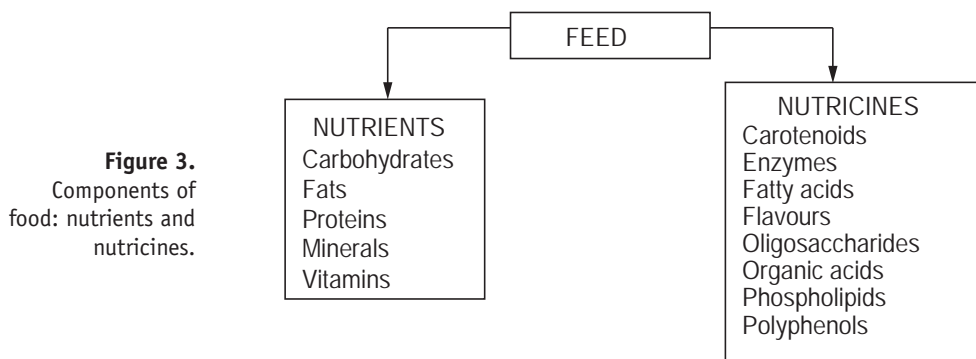 FEED
NUTRIENTS
Carbohydrates
Fats
Proteins
Minerals
Vitamins
NUTRICINES
Carotenoids
Enzymes
Fatty acids
Flavours
Oligosaccharides
Organic acids
Phospholipids
Polyphenols
Figure 3.
Components of
food: nutrients and
nutricines.